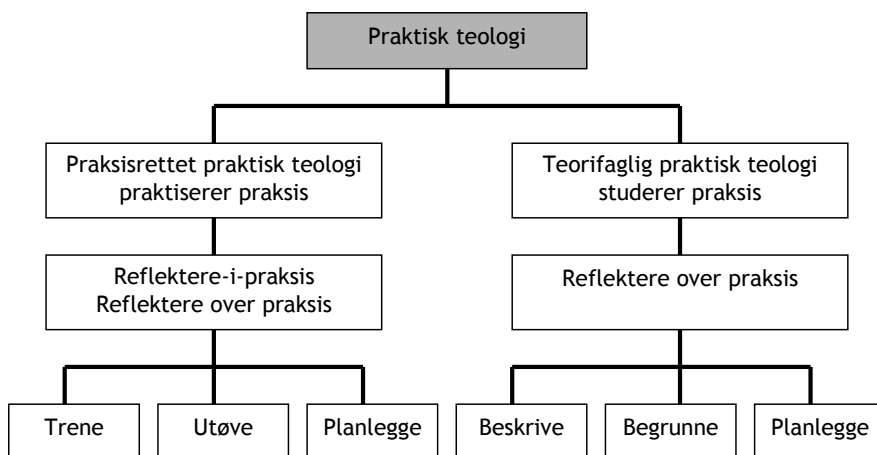 Praktisk teologi
Praksisrettet praktisk teologi
praktiserer praksis
Teorifaglig praktisk teologi
studerer praksis
Reflektere-i-praksis
Reflektere over praksis
Reflektere over praksis
Trene
Utøve
Planlegge
Beskrive
Begrunne
Planlegge